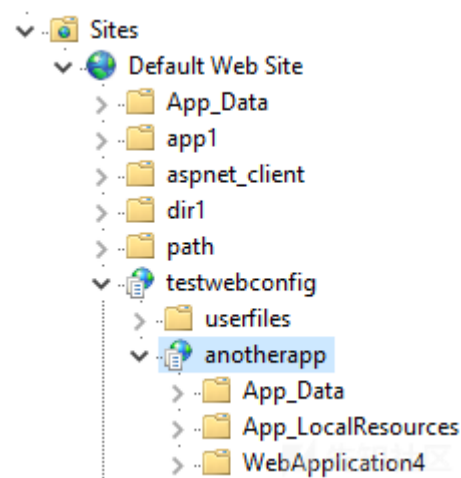 Sites
Default Web Site
App_Data
app1
aspnet_client
dir1
path
testwebconfig
userfiles
anotherapp
App_Data
App_LocalResources
WebApplication4